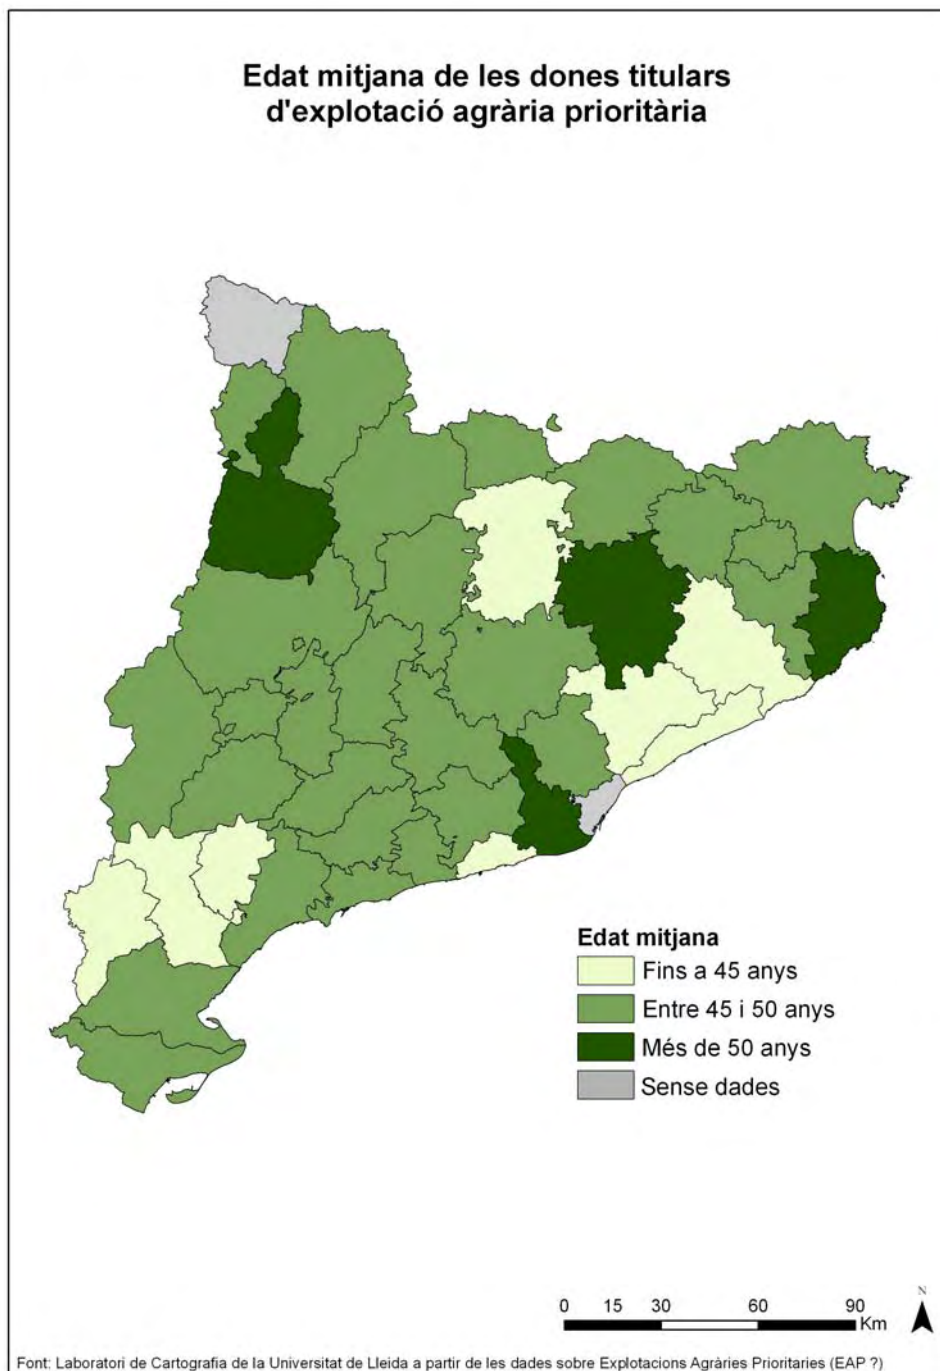 Edat mitjana de les dones titulars
d'explotació agrària prioritària
Edat mitjana
Fins a 45 anys
Entre 45 i 50 anys
Més de 50 anys
Sense dades
N
0 15 30 60 90
Km
Font: Laboratori de Cartografia de la Universitat de Lleida a partir de les dades sobre Explotacions Agràries Prioritaries (EAP ?)